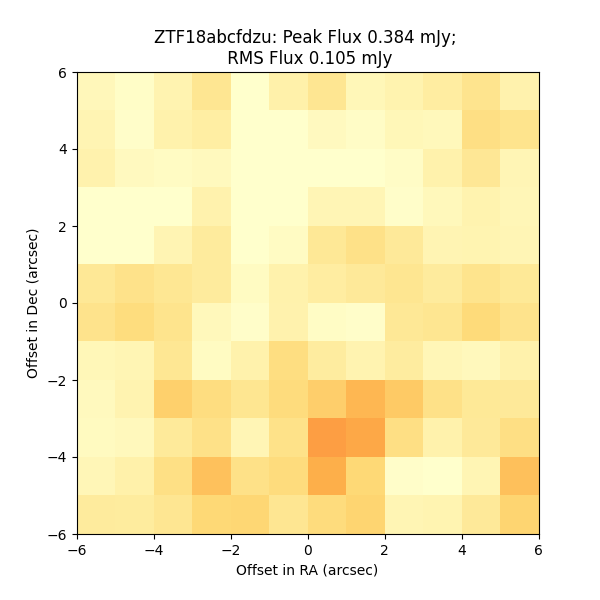 ZTF18abcfdzu: Peak Flux 0.384 mJy;
RMS Flux 0.105 mJy
6
4
2
0
−2
−4
−6
Offset in Dec (arcsec)
−6 −4 −2 0 2 4 6
Offset in RA (arcsec)